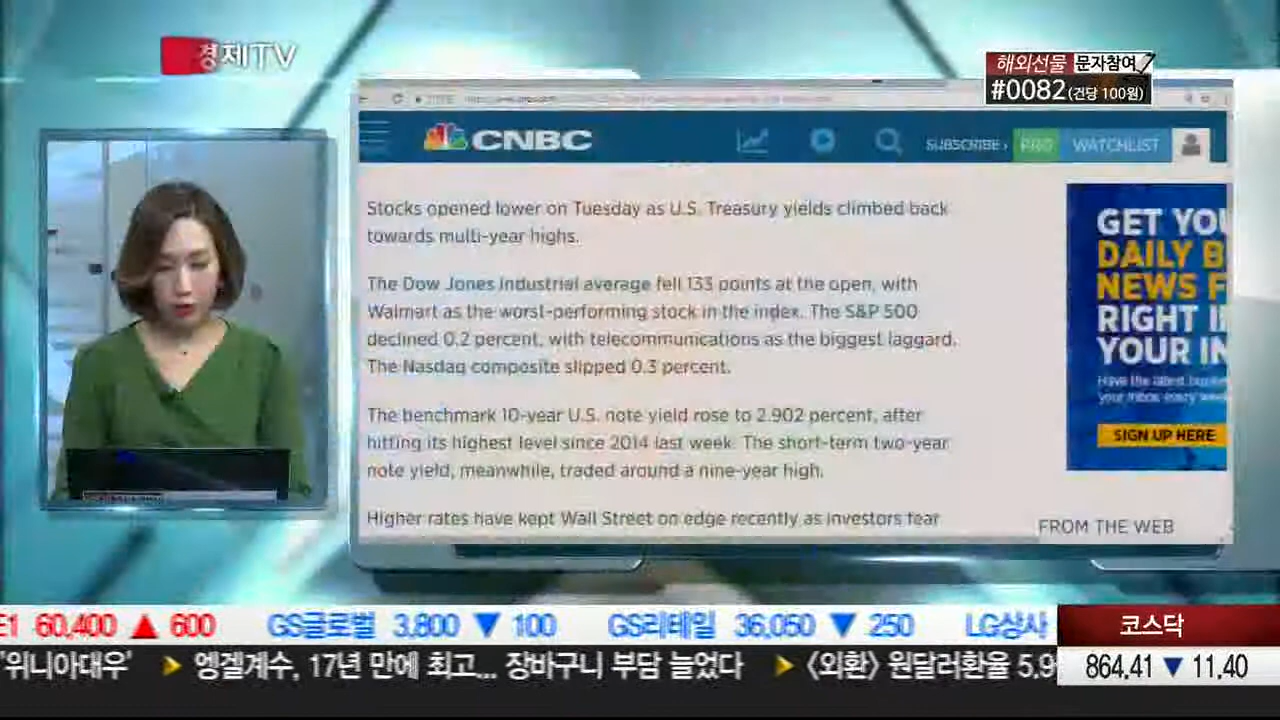 경제TV
해외선물 문자참여
#0082(건당 100원)
CNBC
SUBSCRIBE
PRO
WATCHLIST
Stocks opened lower on Tuesday as U.S. Treasury yields climbed back
towards multi-year highs.
The Dow Jones industrial average fell 133 points at the open, with
Walmart as the worst-performing stock in the index. The S&P 500
declined 0.2 percent, with telecommunications as the biggest laggard.
The Nasdaq composite slipped 0.3 percent.
The benchmark 10-year U.S. note yield rose to 2.902 percent, after
hitting its highest level since 2014 last week. The short-term two-year
note yield, meanwhile, traded around a nine-year high.
Higher rates have kept Wall Street on edge recently as investors fear
GET YOU
DAILY B
NEWS F
RIGHT I
YOUR IN
Have the latest
your inbox every
SIGN UP HERE
FROM THE WEB
E1 60,400 ▲ 600 GS글로벌 3,800 ▼ 100 GS리테일 36,050 ▼ 250 LG상사
코스닥
'위니아대우' ▶ 엥겔계수, 17년 만에 최고... 장바구니 부담 늘었다 ▶ 〈외환〉 원달러환율 5.9
864.41 ▼ 11.40